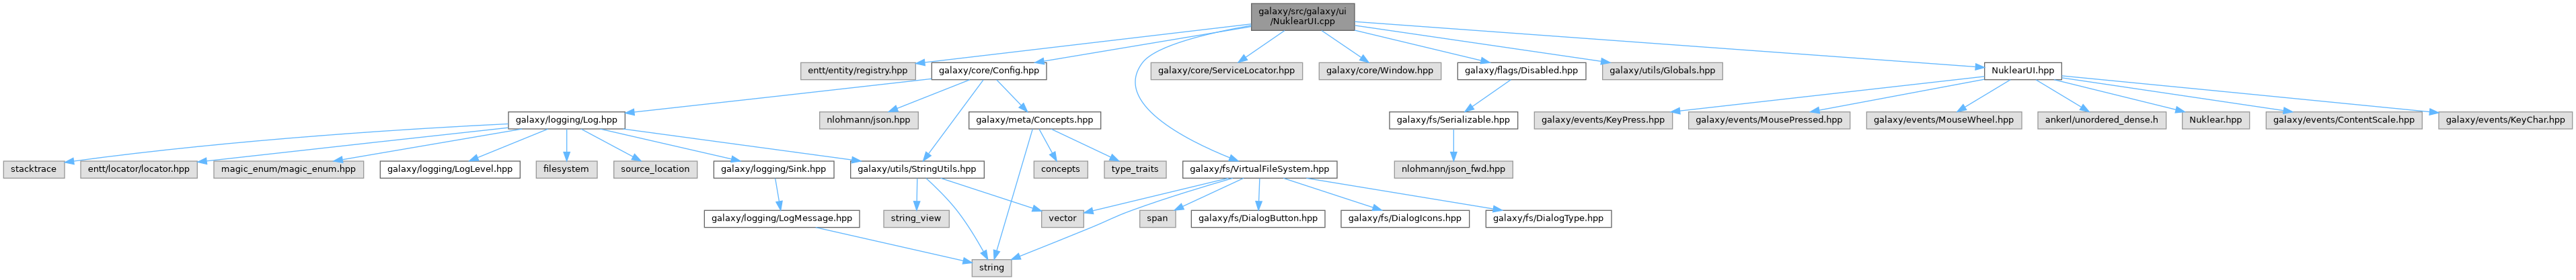 galaxy/src/galaxy/ui
/NuklearUI.cpp
entt/entity/registry.hpp
galaxy/core/Config.hpp
galaxy/core/ServiceLocator.hpp
galaxy/core/Window.hpp
galaxy/flags/Disabled.hpp
galaxy/utils/Globals.hpp
NuklearUI.hpp
galaxy/logging/Log.hpp
nlohmann/json.hpp
galaxy/meta/Concepts.hpp
galaxy/fs/Serializable.hpp
galaxy/events/KeyPress.hpp
galaxy/events/MousePressed.hpp
galaxy/events/MouseWheel.hpp
ankerl/unordered_dense.h
Nuklear.hpp
galaxy/events/ContentScale.hpp
galaxy/events/KeyChar.hpp
stacktrace
entt/locator/locator.hpp
magic_enum/magic_enum.hpp
galaxy/logging/LogLevel.hpp
filesystem
source_location
galaxy/logging/Sink.hpp
galaxy/utils/StringUtils.hpp
concepts
type_traits
galaxy/fs/VirtualFileSystem.hpp
nlohmann/json_fwd.hpp
galaxy/logging/LogMessage.hpp
string_view
vector
span
galaxy/fs/DialogButton.hpp
galaxy/fs/DialogIcons.hpp
galaxy/fs/DialogType.hpp
string